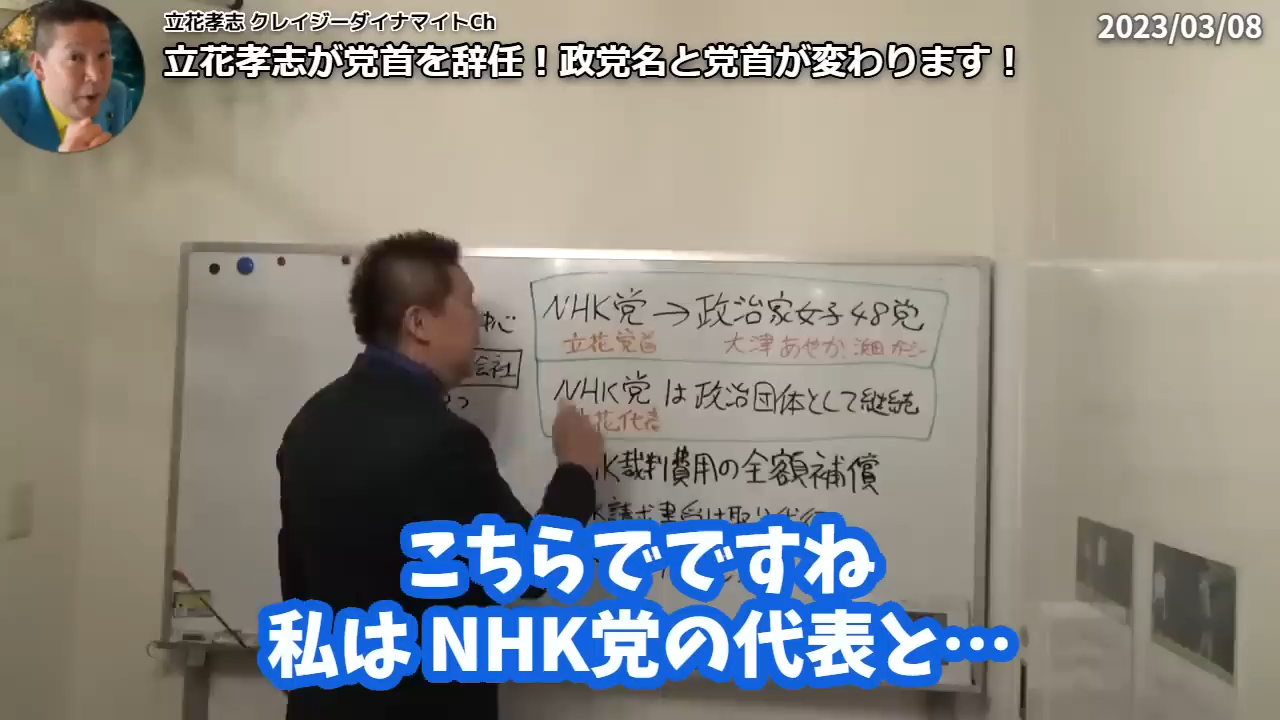 立花孝志 クレイジーダイナマイトCh
2023/03/08
立花孝志が党首を辞任！政党名と党首が変わります！
NHK党→政治家女子48党
立花党首 大津あやか
会社
NHK党は政治団体として継続
花代表
裁判費用の全額補償
こちらでですね
私は NHK党の代表と…